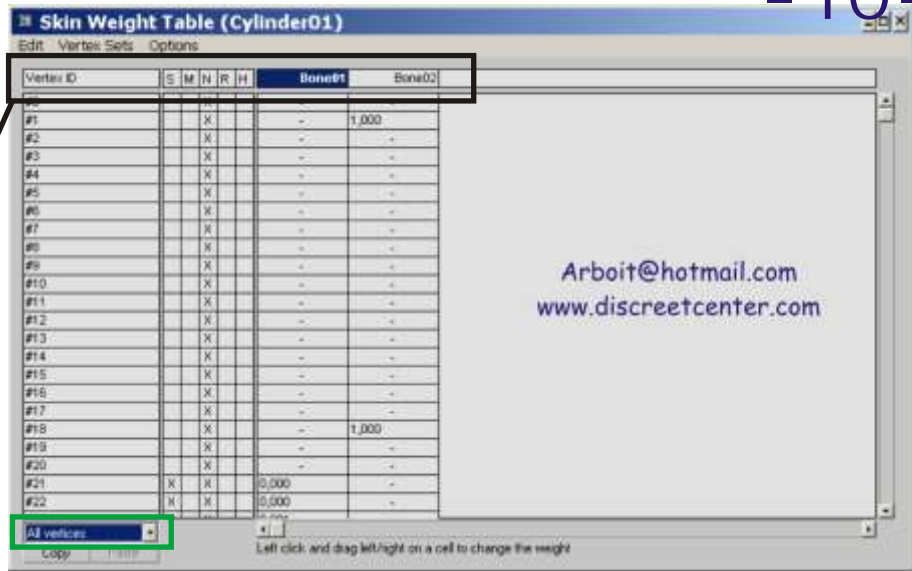 - 10-
Skin Weight Table (Cylinder01)
Edit Vertex Sets Options
Vertex ID S M N R H Bone01 Bone02
X - -
#1 X - 1,000
#2 X - -
#3 X - -
#4 X - -
#5 X - -
#6 X - -
#7 X - -
#8 X - -
#9 X - -
#10 X - -
#11 X - -
#12 X - -
#13 X - -
#14 X - -
#15 X - -
#16 X - -
#17 X - -
#18 X - 1,000
#19 X - -
#20 X - -
#21 X X 0,000 -
#22 X X 0,000 -
Arboit@hotmail.com
www.discreetcenter.com
All vertices
Copy Paste
Left click and drag left/right on a cell to change the weight